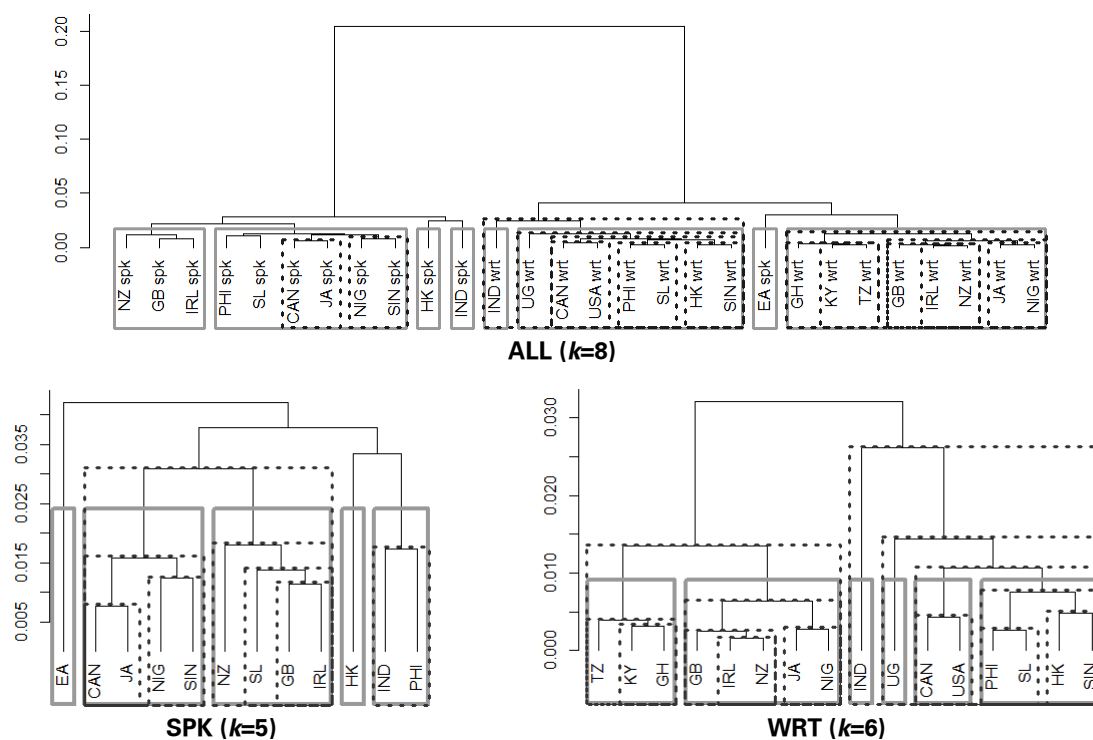 0.20
0.15
0.10
0.05
0.00
NZ spk
GB spk
IRL spk
PHI spk
SL spk
CAN spk
JA spk
NIG spk
SIN spk
HK spk
IND spk
IND wrt
UG wrt
CAN wrt
USA wrt
PHI wrt
SL wrt
HK wrt
SIN wrt
EA spk
GH wrt
KY wrt
TZ wrt
GB wrt
IRL wrt
NZ wrt
JA wrt
NIG wrt
ALL (k=8)
0.035
0.025
0.015
0.005
EA
CAN
JA
NIG
SIN
NZ
SL
GB
IRL
HK
IND
PHI
SPK (k=5)
0.030
0.020
0.010
0.000
TZ
KY
GH
GB
IRL
NZ
JA
NIG
IND
UG
CAN
USA
PHI
SL
HK
SIN
WRT (k=6)